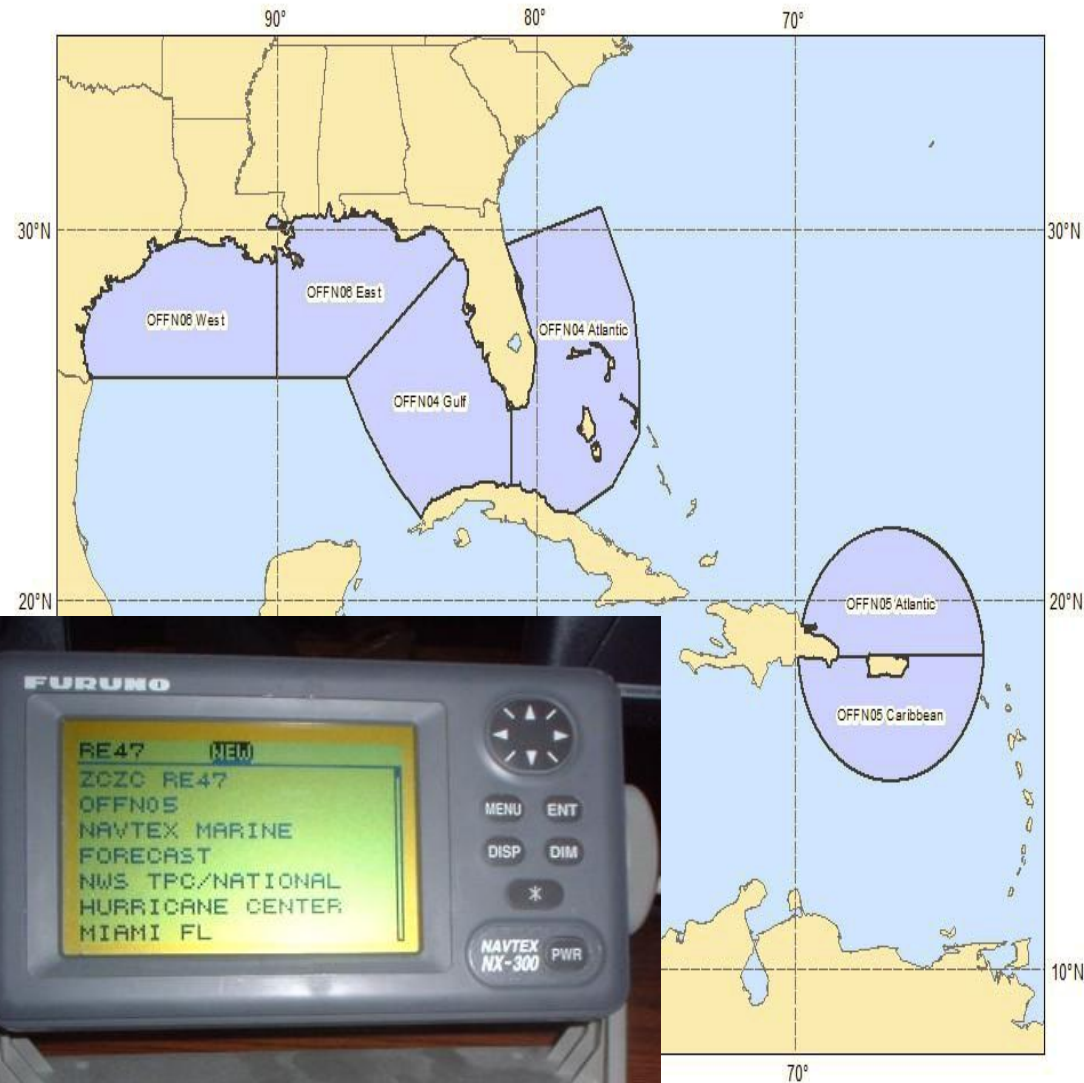 90° 80° 70°
30°N 30°N
OFFN06 East
OFFN06 West
OFFN04 Atlantic
OFFN04 Gulf
20°N 20°N
OFFN05 Atlantic
OFFN05 Caribbean
10°N
70°
FURUNO
RE47 NEW
ZCZC RE47
OFFN05
NAVTEX MARINE
FORECAST
NWS TPC/NATIONAL
HURRICANE CENTER
MIAMI FL
MENU ENT
DISP DIM
NAVTEX
NX-300 PWR